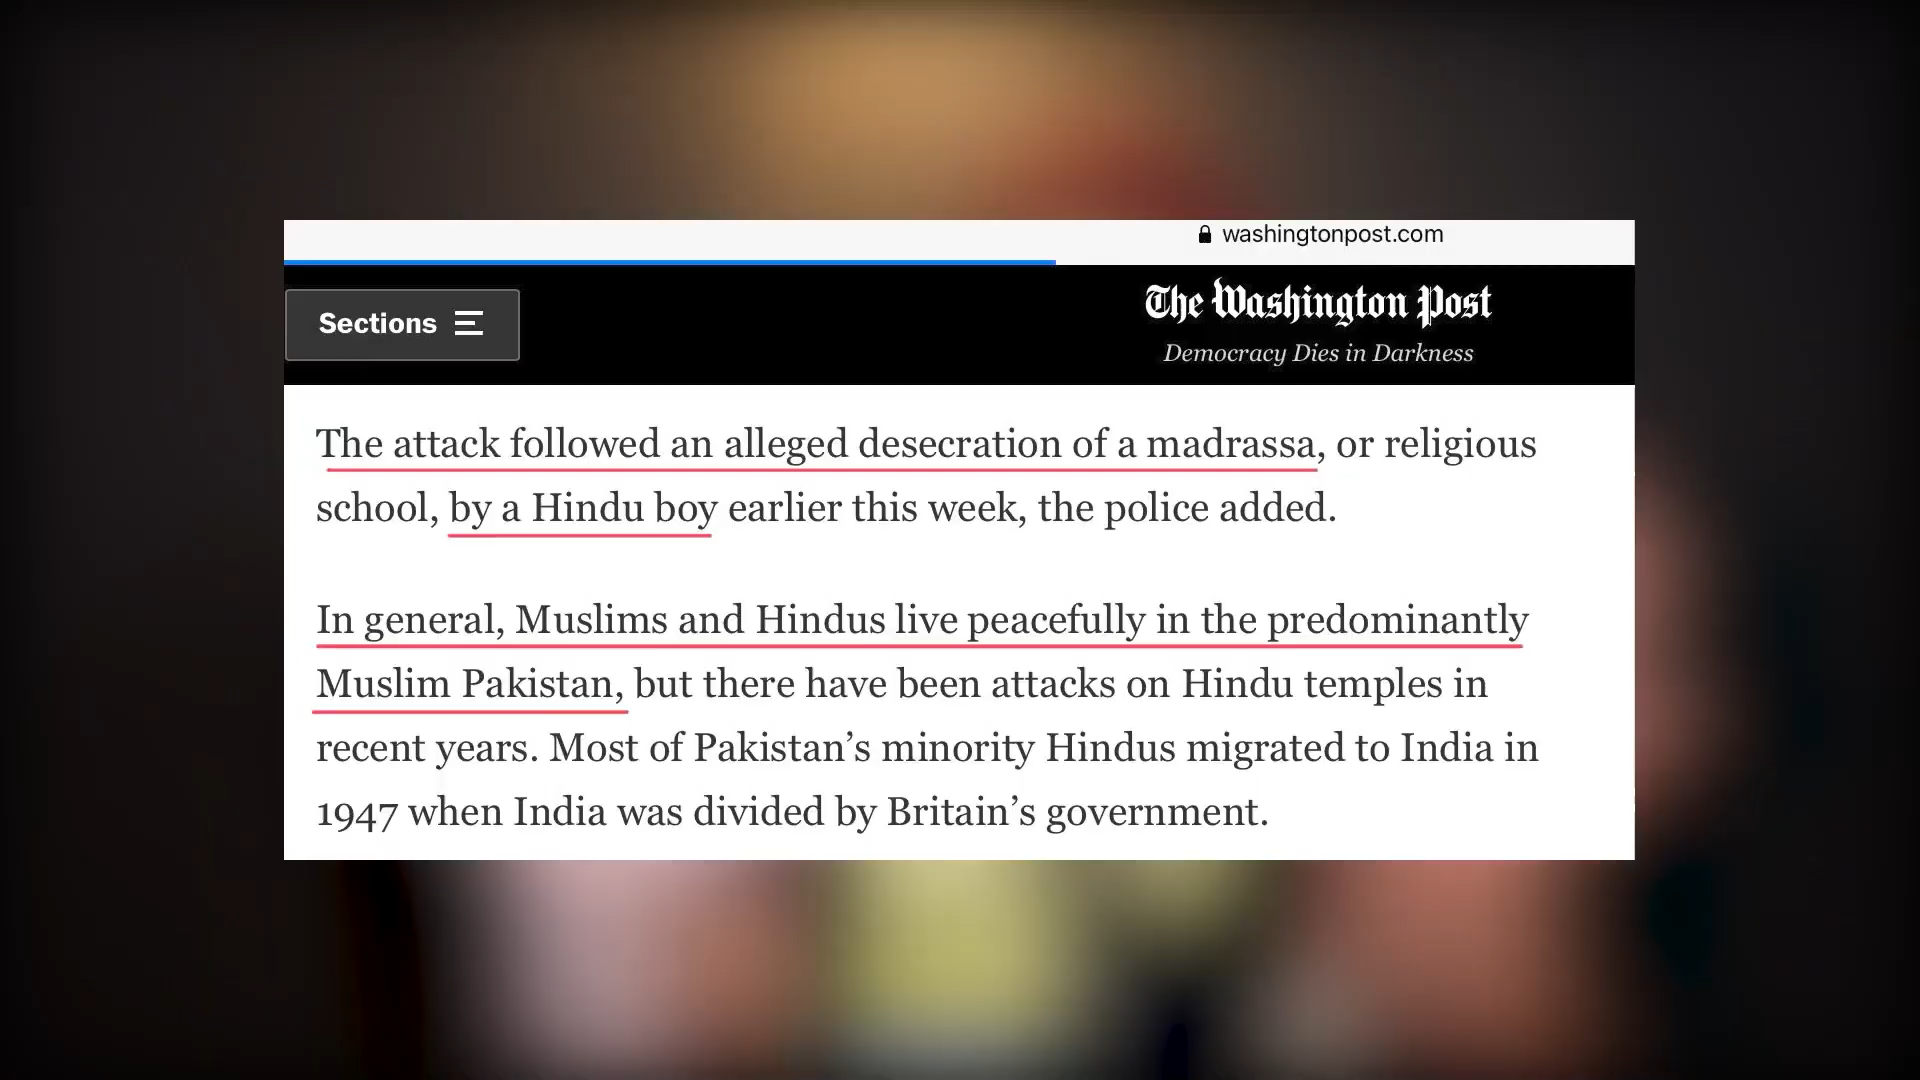 washingtonpost.com
Sections
The Washington Post
Democracy Dies in Darkness
The attack followed an alleged desecration of a madrassa, or religious
school, by a Hindu boy earlier this week, the police added.
In general, Muslims and Hindus live peacefully in the predominantly
Muslim Pakistan, but there have been attacks on Hindu temples in
recent years. Most of Pakistan’s minority Hindus migrated to India in
1947 when India was divided by Britain’s government.